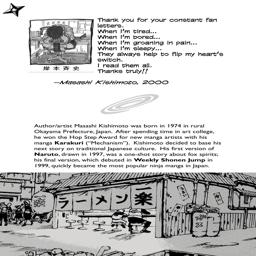 Thank you for your constant fan
letters.
When I'm tired...
When I'm bored...
When I'm groaning in pain...
When I'm sleepy...
They always help to flip my heart's
switch.
I read them all.
Thanks truly!!
岸本斉史
—Masashi Kishimoto, 2000
Author/artist Masashi Kishimoto was born in 1974 in rural
Okayama Prefecture, Japan. After spending time in art college,
he won the Hop Step Award for new manga artists with his
manga Karakuri ("Mechanism"). Kishimoto decided to base his
next story on traditional Japanese culture. His first version of
Naruto, drawn in 1997, was a one-shot story about fox spirits;
his final version, which debuted in Weekly Shonen Jump in
1999, quickly became the most popular ninja manga in Japan.
ラーメン
楽